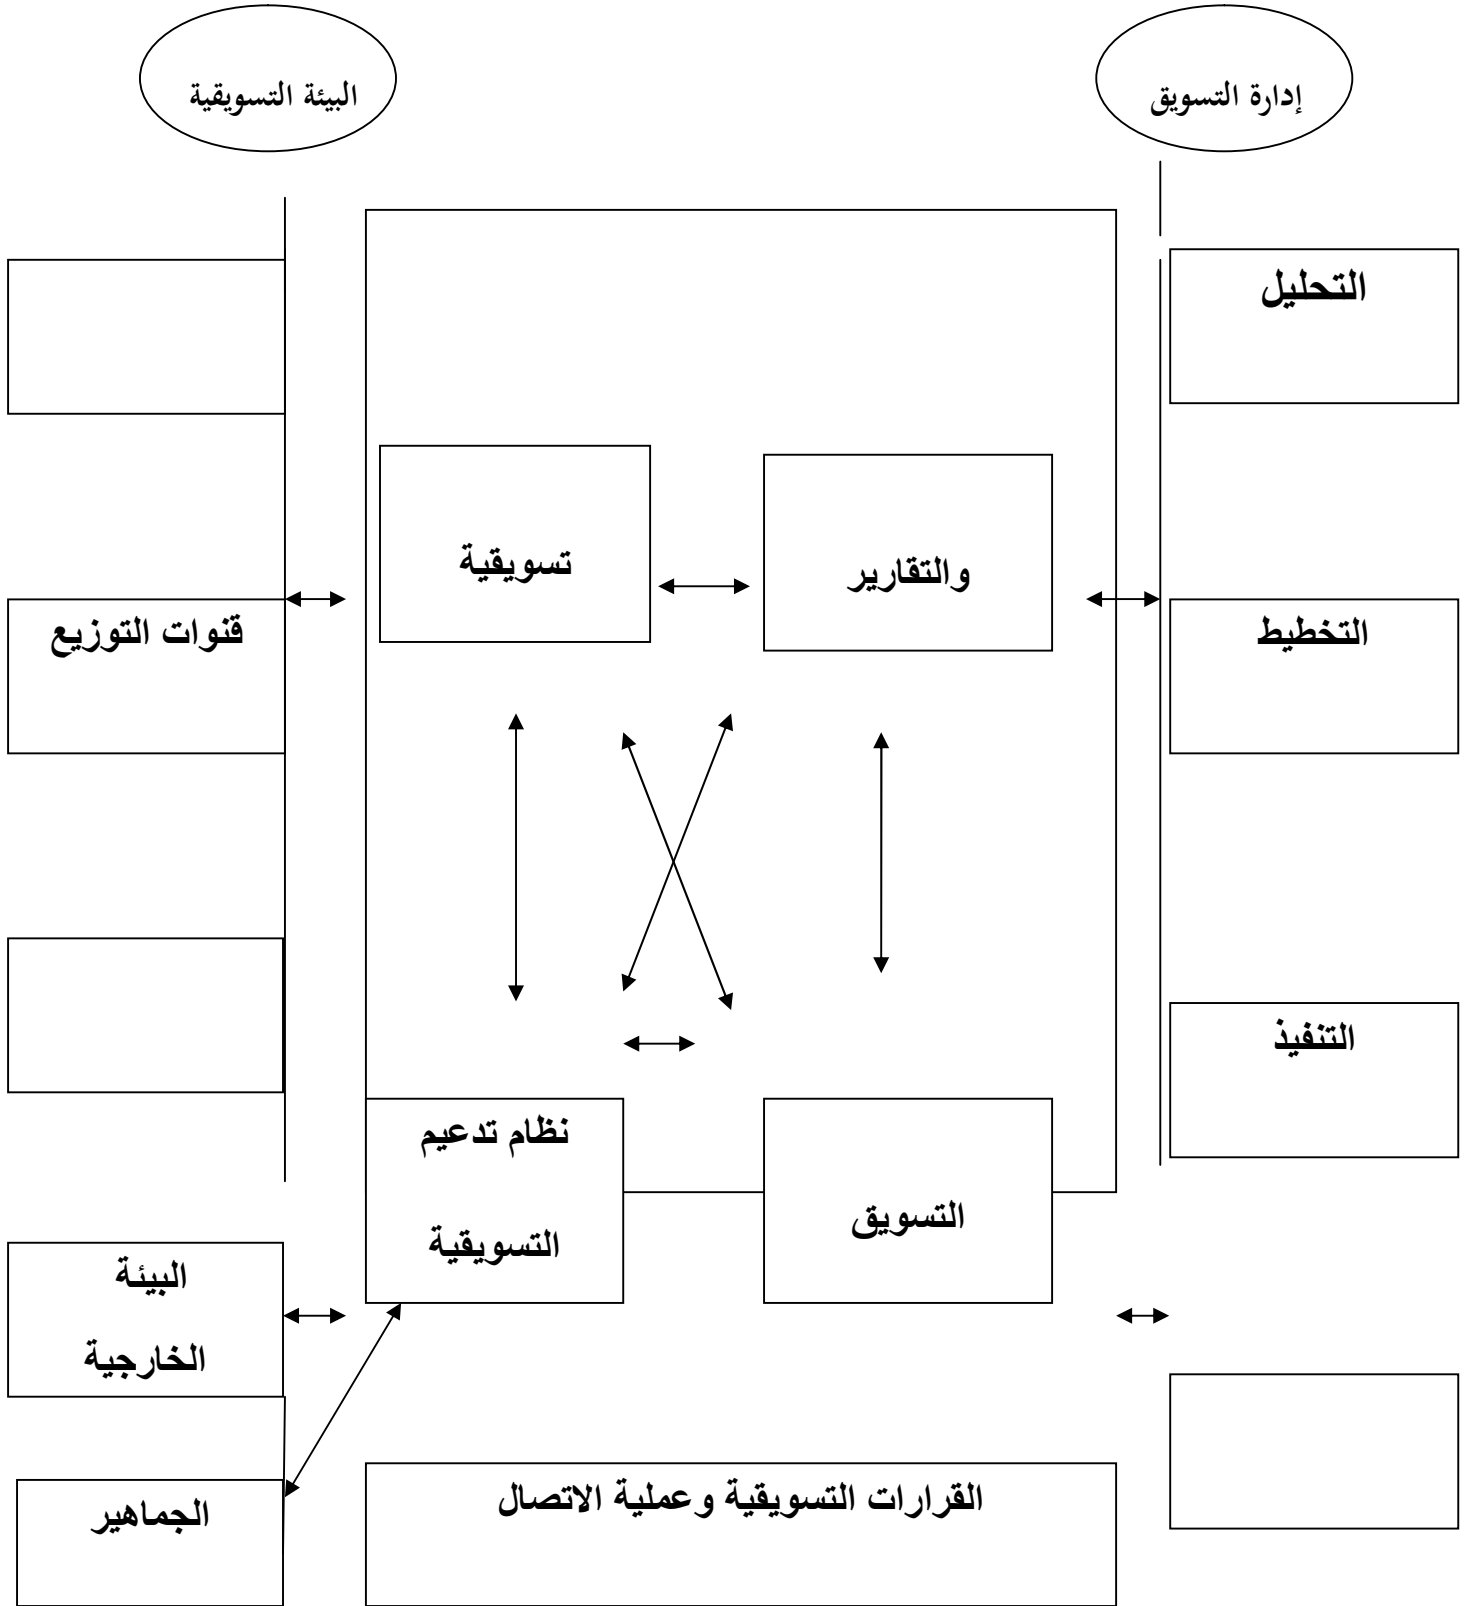 إدارة التسويق
البيئة التسويقية
التحليل
والتقارير
تسويقية
التخطيط
قنوات التوزيع
التنفيذ
نظام تدعيم
التسويق
التسويقية
البيئة
الخارجية
القرارات التسويقية وعملية الاتصال
الجماهير